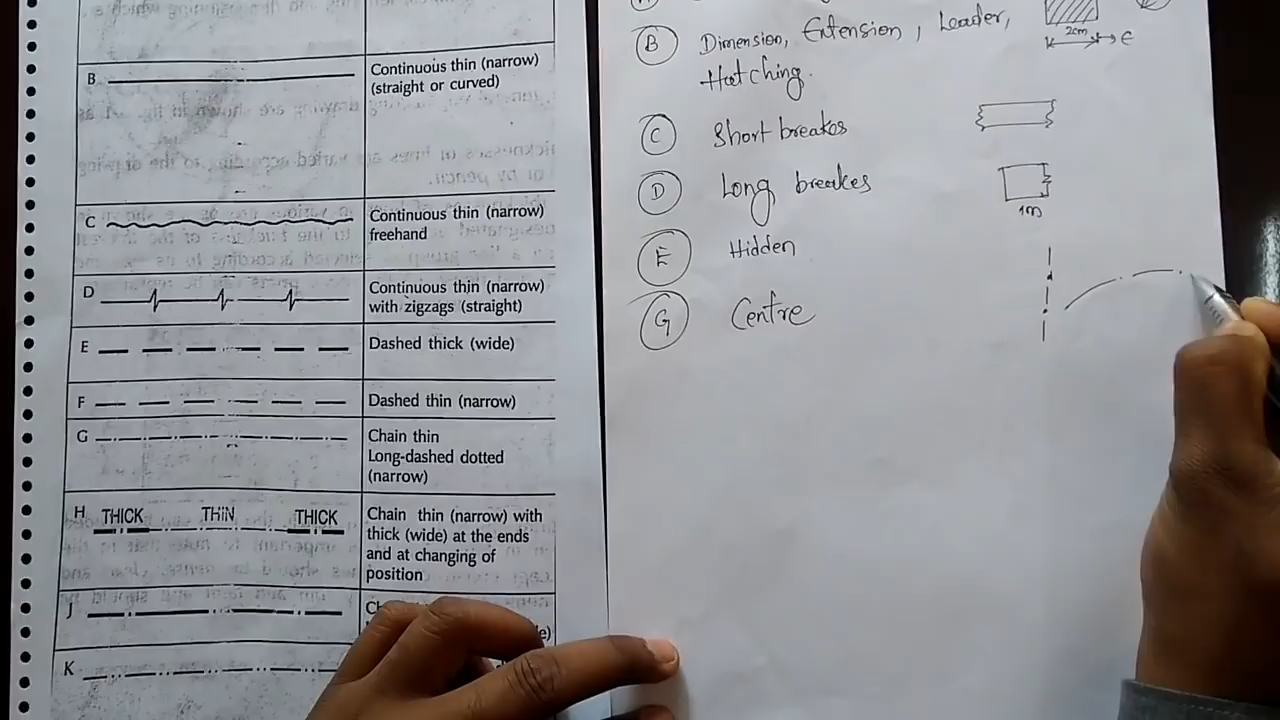 B
Continuous thin (narrow)
(straight or curved)
C
Continuous thin (narrow)
freehand
D
Continuous thin (narrow)
with zigzags (straight)
E
Dashed thick (wide)
F
Dashed thin (narrow)
G
Chain thin
Long-dashed dotted
(narrow)
H THICK THIN THICK
Chain thin (narrow) with
thick (wide) at the ends
and at changing of
position
J
K
B Dimension, Extension, Leader,
Hatching.
2cm
C Short breakes
D Long breakes
1m
E Hidden
G Centre